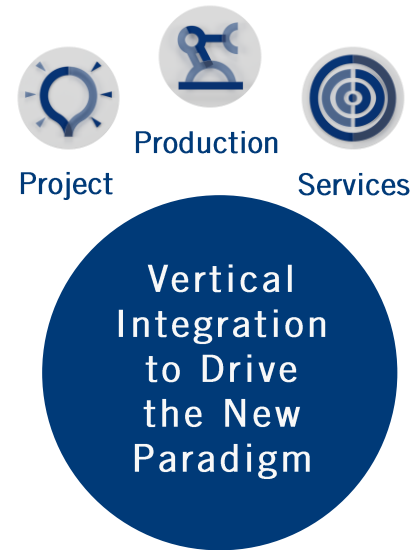 Production
Project
Services
Vertical
Integration
to Drive
the New
Paradigm